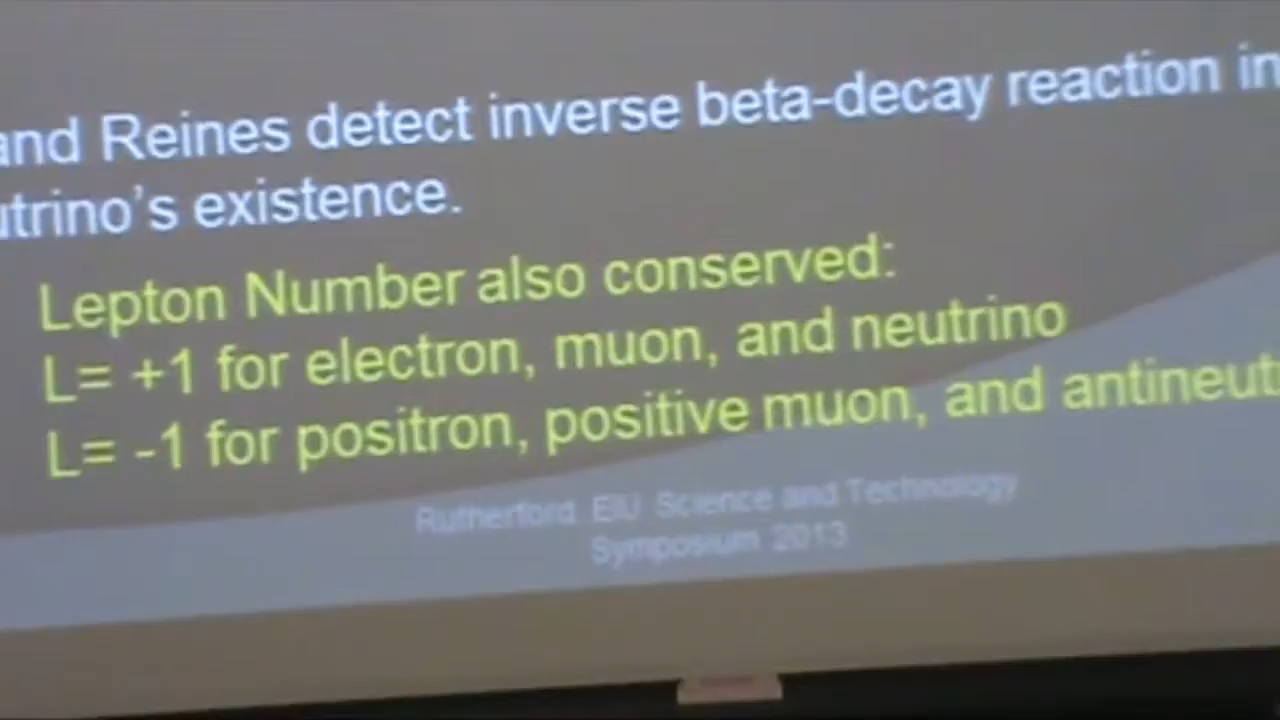 and Reines detect inverse beta-decay reaction in
utrino's existence.
Lepton Number also conserved:
L= +1 for electron, muon, and neutrino
L= -1 for positron, positive muon, and antineut
Rutherford EIU Science and Technology
Symposium 2013